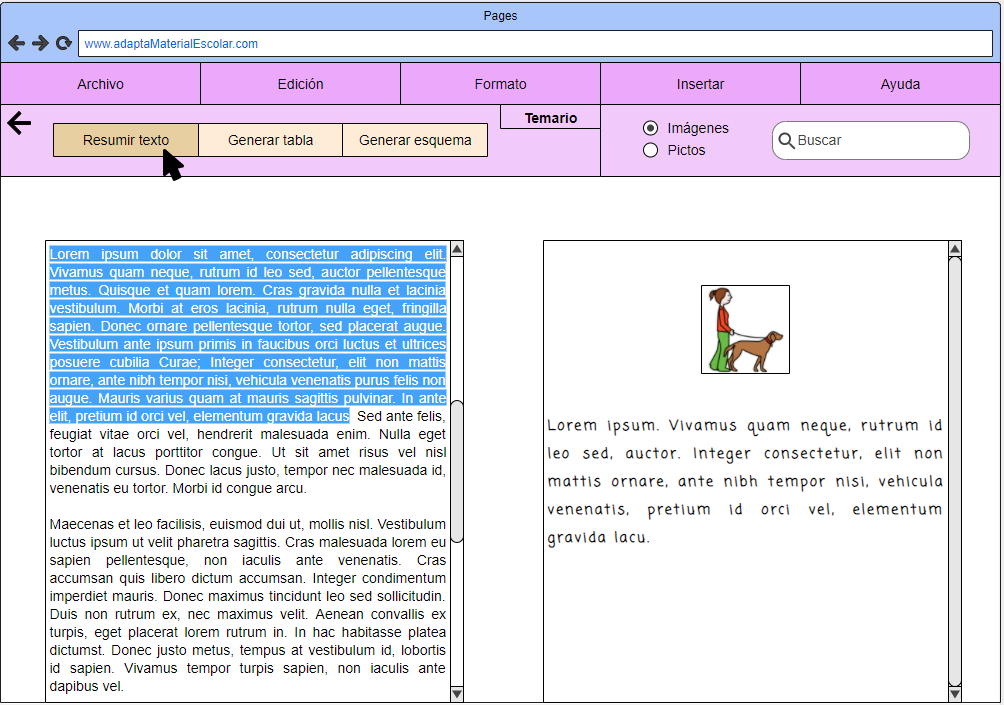 Pages
www.adaptaMaterialEscolar.com
Archivo
Edición
Formato
Insertar
Ayuda
Resumir texto
Generar tabla
Generar esquema
Temario
Imágenes
Pictos
Buscar
Lorem ipsum dolor sit amet, consectetur adipiscing elit.
Vivamus quam neque, rutrum id leo sed, auctor pellentesque
metus. Quisque et quam lorem. Cras gravida nulla et lacinia
vestibulum. Morbi at eros lacinia, rutrum nulla eget, fringilla
sapien. Donec ornare pellentesque tortor, sed placerat augue.
Vestibulum ante ipsum primis in faucibus orci luctus et ultrices
posuere cubilia Curae; Integer consectetur, elit non mattis
ornare, ante nibh tempor nisi, vehicula venenatis purus felis non
augue. Mauris varius quam at mauris sagittis pulvinar. In ante
elit, pretium id orci vel, elementum gravida lacus Sed ante felis,
feugiat vitae orci vel, hendrerit malesuada enim. Nulla eget
tortor at lacus porttitor congue. Ut sit amet risus vel nisl
bibendum cursus. Donec lacus justo, tempor nec malesuada id,
venenatis eu tortor. Morbi id congue arcu.
Maecenas et leo facilisis, euismod dui ut, mollis nisl. Vestibulum
luctus ipsum ut velit pharetra sagittis. Cras malesuada lorem eu
sapien pellentesque, non iaculis ante venenatis. Cras
accumsan quis libero dictum accumsan. Integer condimentum
imperdiet mauris. Donec maximus tincidunt leo sed sollicitudin.
Duis non rutrum ex, nec maximus velit. Aenean convallis ex
turpis, eget placerat lorem rutrum in. In hac habitasse platea
dictumst. Donec justo metus, tempus at vestibulum id, lobortis
id sapien. Vivamus tempor turpis sapien, non iaculis ante
dapibus vel.
Lorem ipsum. Vivamus quam neque, rutrum id
leo sed, auctor. Integer consectetur, elit non
mattis ornare, ante nibh tempor nisi, vehicula
venenatis, pretium id orci vel, elementum
gravida lacu.